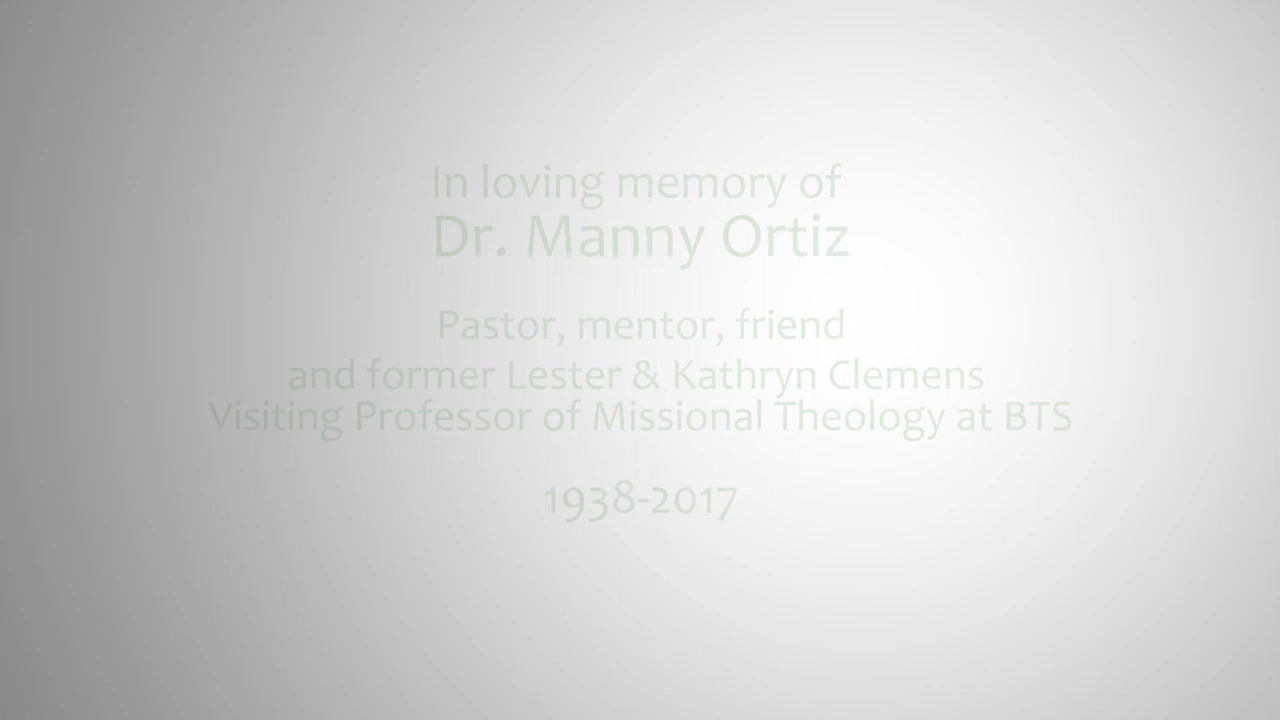 In loving memory of
Dr. Manny Ortiz
Pastor, mentor, friend
and former Lester & Kathryn Clemens
Visiting Professor of Missional Theology at BTS
1938-2017